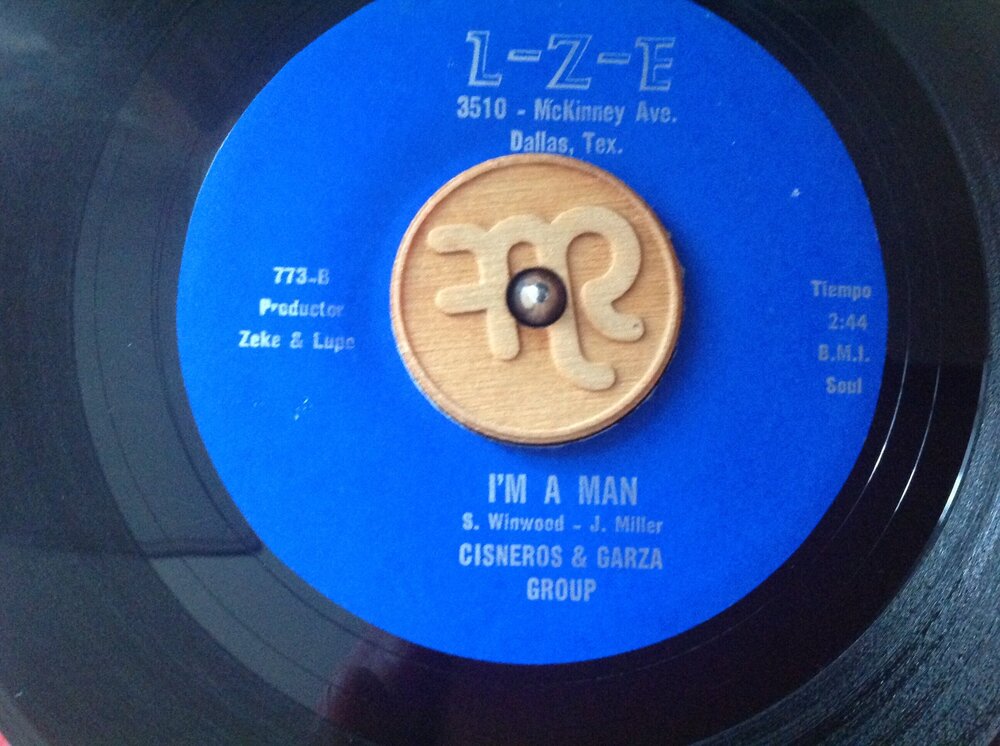 L-Z-E
3510 - McKinney Ave.
Dallas, Tex.
773-B
Productor
Zeke & Lupe
Tiempo
2:44
B.M.I.
Soul
I'M A MAN
S. Winwood - J. Miller
CISNEROS & GARZA
GROUP